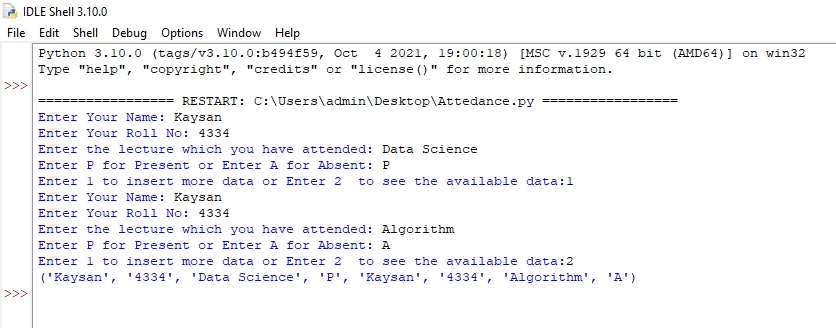 IDLE Shell 3.10.0
File Edit Shell Debug Options Window Help
Python 3.10.0 (tags/v3.10.0:b494f59, Oct  4 2021, 19:00:18) [MSC v.1929 64 bit (AMD64)] on win32
Type "help", "copyright", "credits" or "license()" for more information.
>>>
================= RESTART: C:\Users\admin\Desktop\Attedance.py =================
Enter Your Name: Kaysan
Enter Your Roll No: 4334
Enter the lecture which you have attended: Data Science
Enter P for Present or Enter A for Absent: P
Enter 1 to insert more data or Enter 2  to see the available data:1
Enter Your Name: Kaysan
Enter Your Roll No: 4334
Enter the lecture which you have attended: Algorithm
Enter P for Present or Enter A for Absent: A
Enter 1 to insert more data or Enter 2  to see the available data:2
('Kaysan', '4334', 'Data Science', 'P', 'Kaysan', '4334', 'Algorithm', 'A')
>>>